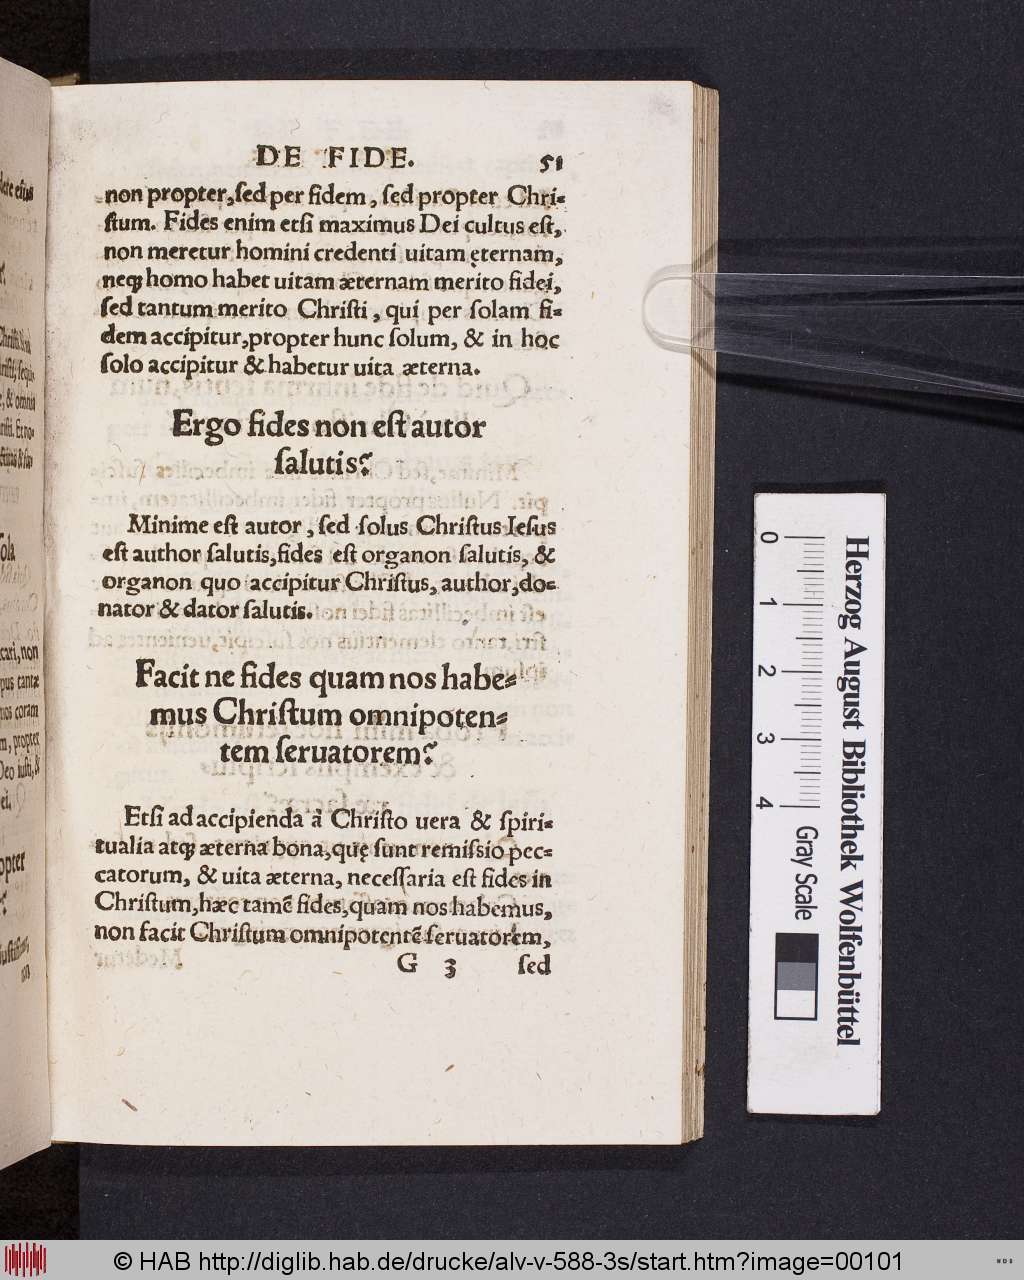 DE FIDE. 51
non propter, sed per fidem, sed propter Chri⸗
stum. Fides enim etsi maximus Dei cultus est,
non meretur homini credenti uitam ęternam,
neqꝫ homo habet uitam æternam merito fidei,
sed tantum merito Christi, qui per solam fi⸗
dem accipitur, propter hunc solum, & in hoc
solo accipitur & habetur uita æterna.
Ergo fides non est autor
salutis?
Minime est autor, sed solus Christus Iesus
est author salutis, fides est organon salutis, &
organon quo accipitur Christus, author, do⸗
nator & dator salutis.
Facit ne fides quam nos habe⸗
mus Christum omnipoten⸗
tem seruatorem?
Etsi ad accipienda à Christo uera & spiri⸗
tualia atqꝫ æterna bona, quę sunt remissio pec⸗
catorum, & uita æterna, necessaria est fides in
Christum, hæc tamē fides, quam nos habemus,
non facit Christum omnipotentē seruatorem,
G 3 sed
0 1 2 3 4
Gray Scale
Herzog August Bibliothek Wolfenbüttel
© HAB http://diglib.hab.de/drucke/alv-v-588-3s/start.htm?image=00101